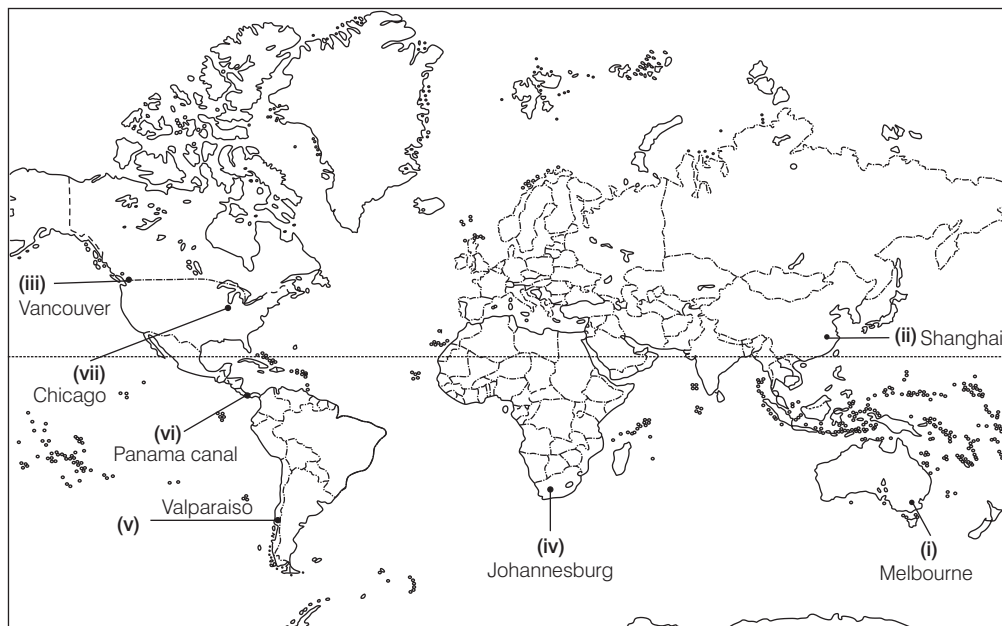 (iii)
Vancouver
(ii) Shanghai
(vii)
Chicago
(vi)
Panama canal
Valparaiso
(v)
(iv)
Johannesburg
(i)
Melbourne